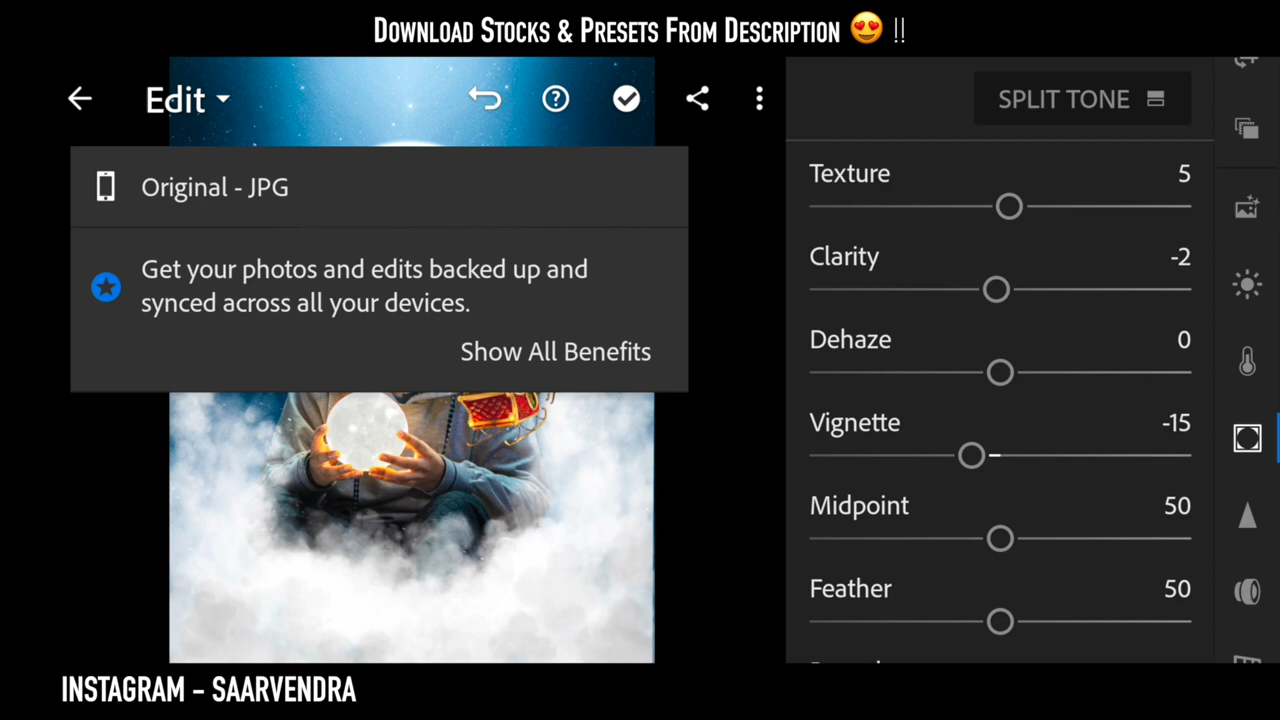 Download Stocks & Presets From Description 😍 !!
Edit
SPLIT TONE
Original - JPG
Get your photos and edits backed up and
synced across all your devices.
Show All Benefits
Texture 5
Clarity -2
Dehaze 0
Vignette -15
Midpoint 50
Feather 50
INSTAGRAM - SAARVENDRA